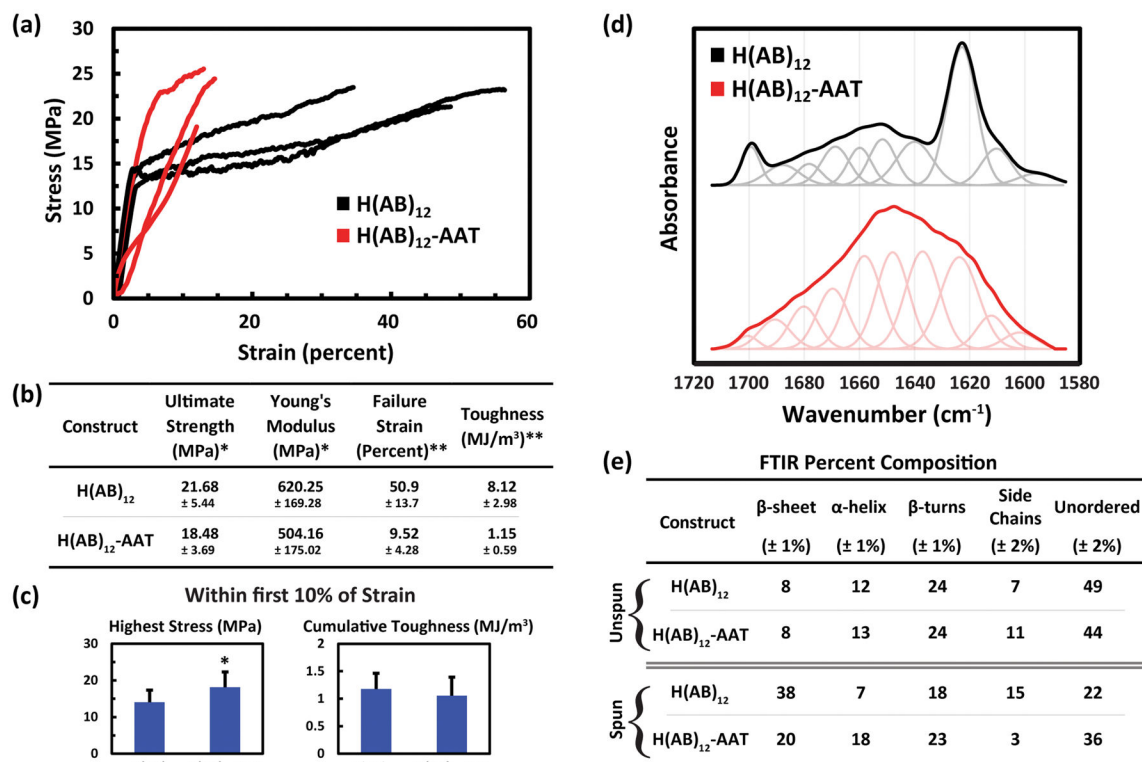 (a)
30
25
20
15
10
5
0
Stress (MPa)
H(AB)₁₂
H(AB)₁₂-AAT
0 20 40 60
Strain (percent)
(b)
Construct Ultimate Strength (MPa)* Young's Modulus (MPa)* Failure Strain (Percent)** Toughness (MJ/m³)**
H(AB)₁₂ 21.68 ± 5.44 620.25 ± 169.28 50.9 ± 13.7 8.12 ± 2.98
H(AB)₁₂-AAT 18.48 ± 3.69 504.16 ± 175.02 9.52 ± 4.28 1.15 ± 0.59
(c)
Within first 10% of Strain
Highest Stress (MPa)
30
20
10
0
*
Cumulative Toughness (MJ/m³)
2
1.5
1
0.5
0
(d)
H(AB)₁₂
H(AB)₁₂-AAT
Absorbance
1720 1700 1680 1660 1640 1620 1600 1580
Wavenumber (cm⁻¹)
(e)
FTIR Percent Composition
Construct β-sheet (± 1%) α-helix (± 1%) β-turns (± 1%) Side Chains (± 2%) Unordered (± 2%)
Unspun
H(AB)₁₂ 8 12 24 7 49
H(AB)₁₂-AAT 8 13 24 11 44
Spun
H(AB)₁₂ 38 7 18 15 22
H(AB)₁₂-AAT 20 18 23 3 36